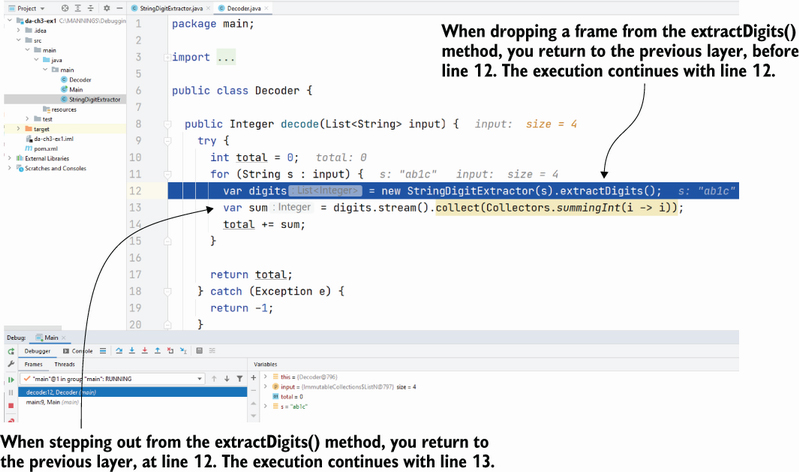 Project
StringDigitExtractor.java
Decoder.java
da-ch3-ex1 C:\MANNINGS\Debugging
.idea
src
main
java
main
Decoder
Main
StringDigitExtractor
resources
test
target
da-ch3-ex1.iml
pom.xml
External Libraries
Scratches and Consoles
When dropping a frame from the extractDigits()
method, you return to the previous layer, before
line 12. The execution continues with line 12.
1 package main;
2
3 import ...
5
6 public class Decoder {
7
8 public Integer decode(List<String> input) { input: size = 4
9 try {
10 int total = 0; total: 0
11 for (String s : input) { s: "ab1c" input: size = 4
12 var digits List<Integer> = new StringDigitExtractor(s).extractDigits(); s: "ab1c"
13 var sum : Integer = digits.stream().collect(Collectors.summingInt(i -> i));
14 total += sum;
15 }
16
17 return total;
18 } catch (Exception e) {
19 return -1;
20 }
Debug: Main
Debugger Console
Frames Threads
"main"@1 in group "main": RUNNING
decode:12, Decoder (main)
main:9, Main (main)
Variables
this = {Decoder@796}
input = {ImmutableCollections$ListN@797} size = 4
total = 0
s = "ab1c"
When stepping out from the extractDigits() method, you return to
the previous layer, at line 12. The execution continues with line 13.